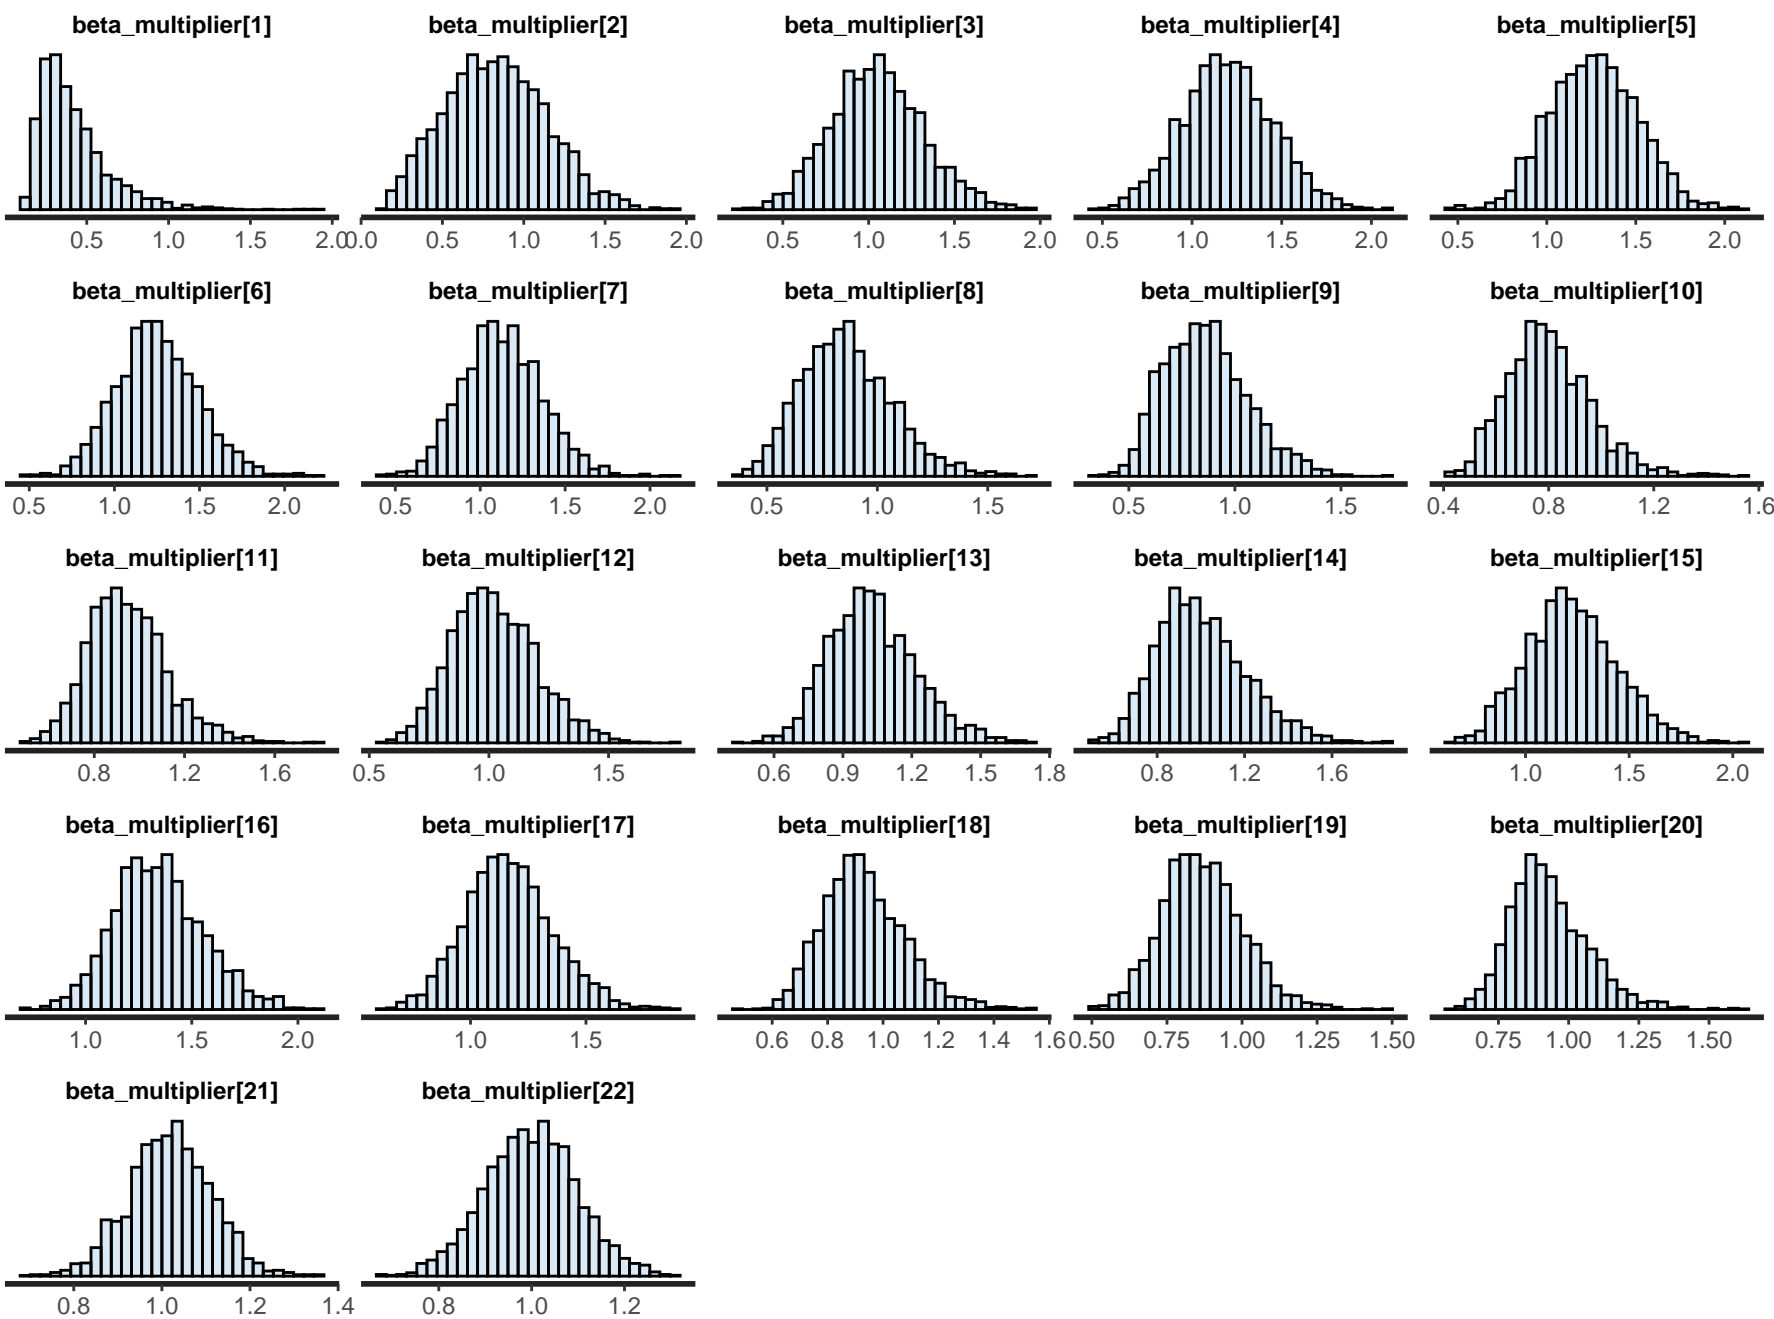 beta_multiplier[1] beta_multiplier[2] beta_multiplier[3] beta_multiplier[4] beta_multiplier[5]
0.5 1.0 1.5 2.0 0.0 0.5 1.0 1.5 2.0 0.5 1.0 1.5 2.0 0.5 1.0 1.5 2.0 0.5 1.0 1.5 2.0
beta_multiplier[6] beta_multiplier[7] beta_multiplier[8] beta_multiplier[9] beta_multiplier[10]
0.5 1.0 1.5 2.0 0.5 1.0 1.5 2.0 0.5 1.0 1.5 0.5 1.0 1.5 0.4 0.8 1.2 1.6
beta_multiplier[11] beta_multiplier[12] beta_multiplier[13] beta_multiplier[14] beta_multiplier[15]
0.8 1.2 1.6 0.5 1.0 1.5 0.6 0.9 1.2 1.5 1.8 0.8 1.2 1.6 1.0 1.5 2.0
beta_multiplier[16] beta_multiplier[17] beta_multiplier[18] beta_multiplier[19] beta_multiplier[20]
1.0 1.5 2.0 1.0 1.5 0.6 0.8 1.0 1.2 1.4 1.6 0.50 0.75 1.00 1.25 1.50 0.75 1.00 1.25 1.50
beta_multiplier[21] beta_multiplier[22]
0.8 1.0 1.2 1.4 0.8 1.0 1.2